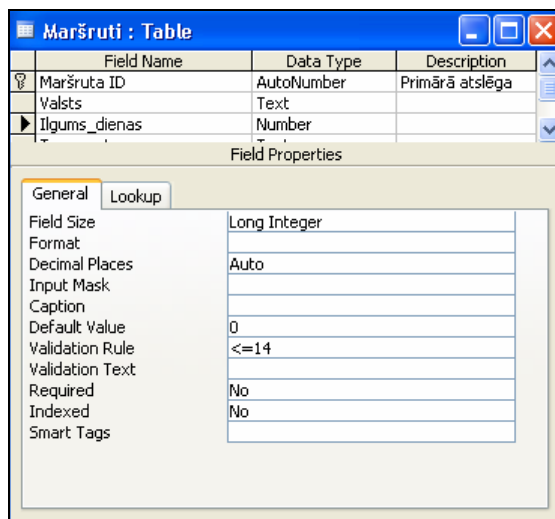 Maršruti : Table
Field Name Data Type Description
Maršruta ID AutoNumber Primārā atslēga
Valsts Text
Ilgums_dienas Number
Field Properties
General Lookup
Field Size Long Integer
Format
Decimal Places Auto
Input Mask
Caption
Default Value 0
Validation Rule <=14
Validation Text
Required No
Indexed No
Smart Tags